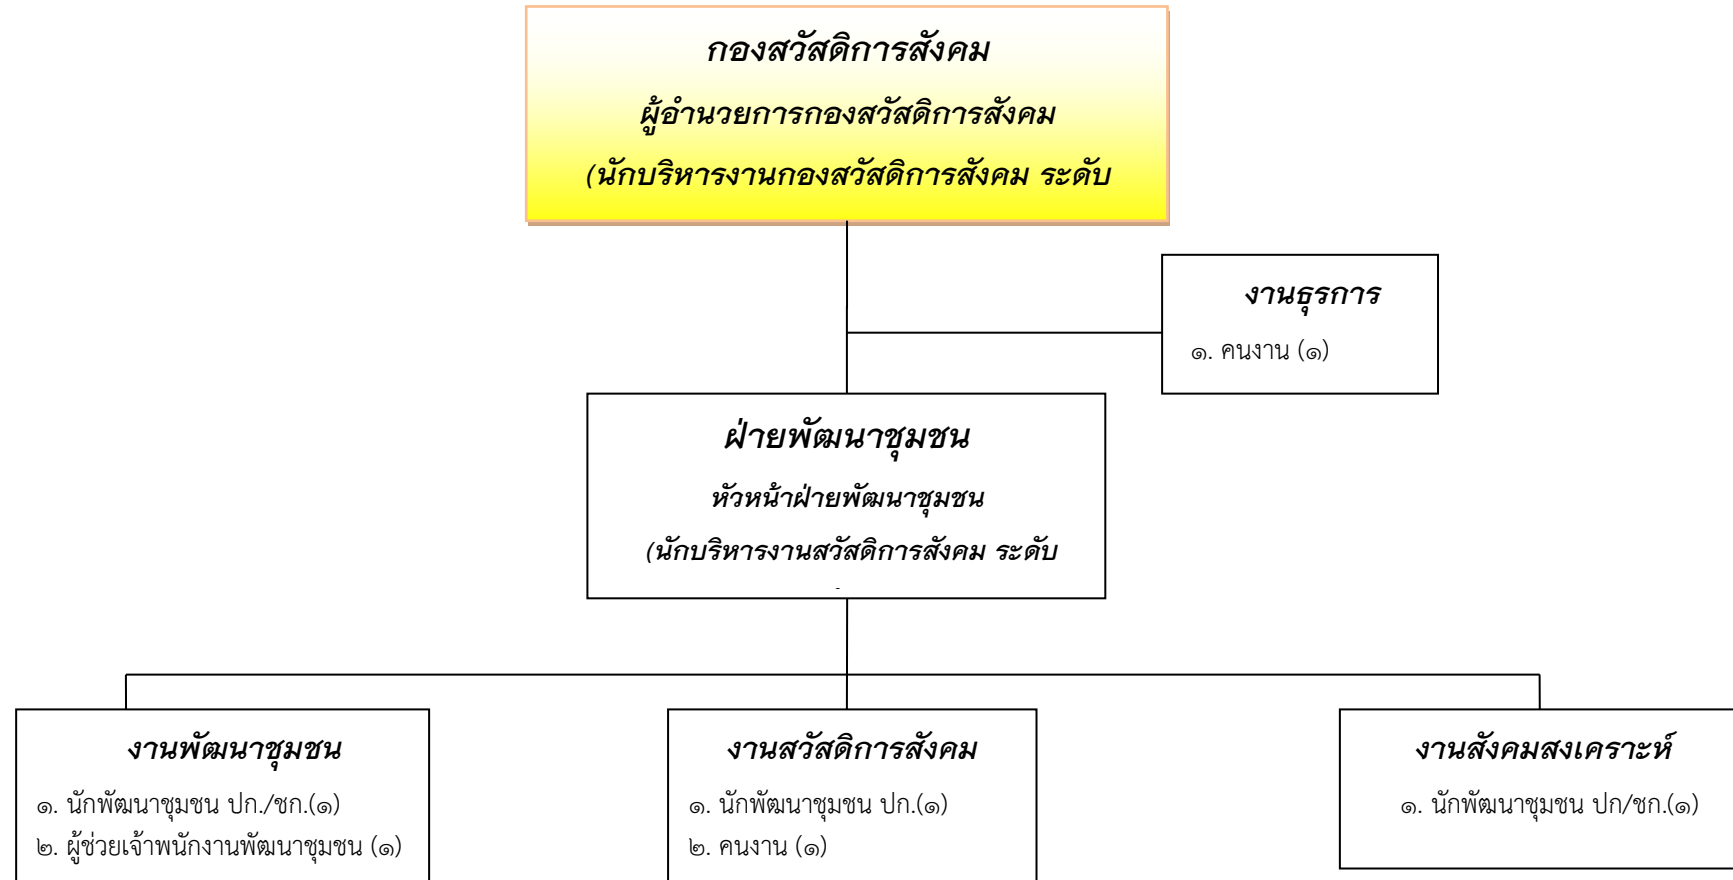 กองสวัสดิการสังคม
ผู้อำนวยการกองสวัสดิการสังคม
(นักบริหารงานกองสวัสดิการสังคม ระดับ
งานธุรการ
๑. คนงาน (๑)
ฝ่ายพัฒนาชุมชน
หัวหน้าฝ่ายพัฒนาชุมชน
(นักบริหารงานสวัสดิการสังคม ระดับ
งานพัฒนาชุมชน
๑. นักพัฒนาชุมชน ปก./ชก.(๑)
๒. ผู้ช่วยเจ้าพนักงานพัฒนาชุมชน (๑)
งานสวัสดิการสังคม
๑. นักพัฒนาชุมชน ปก.(๑)
๒. คนงาน (๑)
งานสังคมสงเคราะห์
๑. นักพัฒนาชุมชน ปก/ชก.(๑)